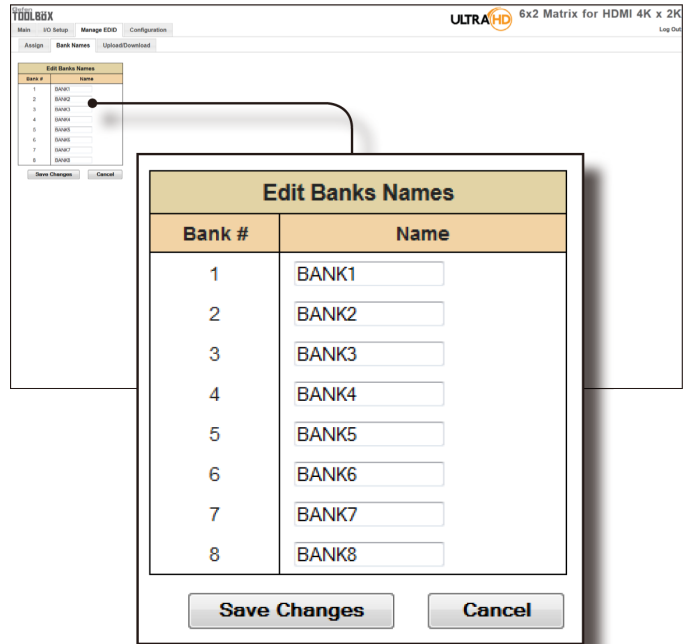 Gefen
TOOLBOX
ULTRA HD 6x2 Matrix for HDMI 4K x 2K
Main I/O Setup Manage EDID Configuration Log Out
Assign Bank Names Upload/Download
Edit Banks Names
Bank # Name
1 BANK1
2 BANK2
3 BANK3
4 BANK4
5 BANK5
6 BANK6
7 BANK7
8 BANK8
Save Changes Cancel
Edit Banks Names
Bank # Name
1 BANK1
2 BANK2
3 BANK3
4 BANK4
5 BANK5
6 BANK6
7 BANK7
8 BANK8
Save Changes Cancel